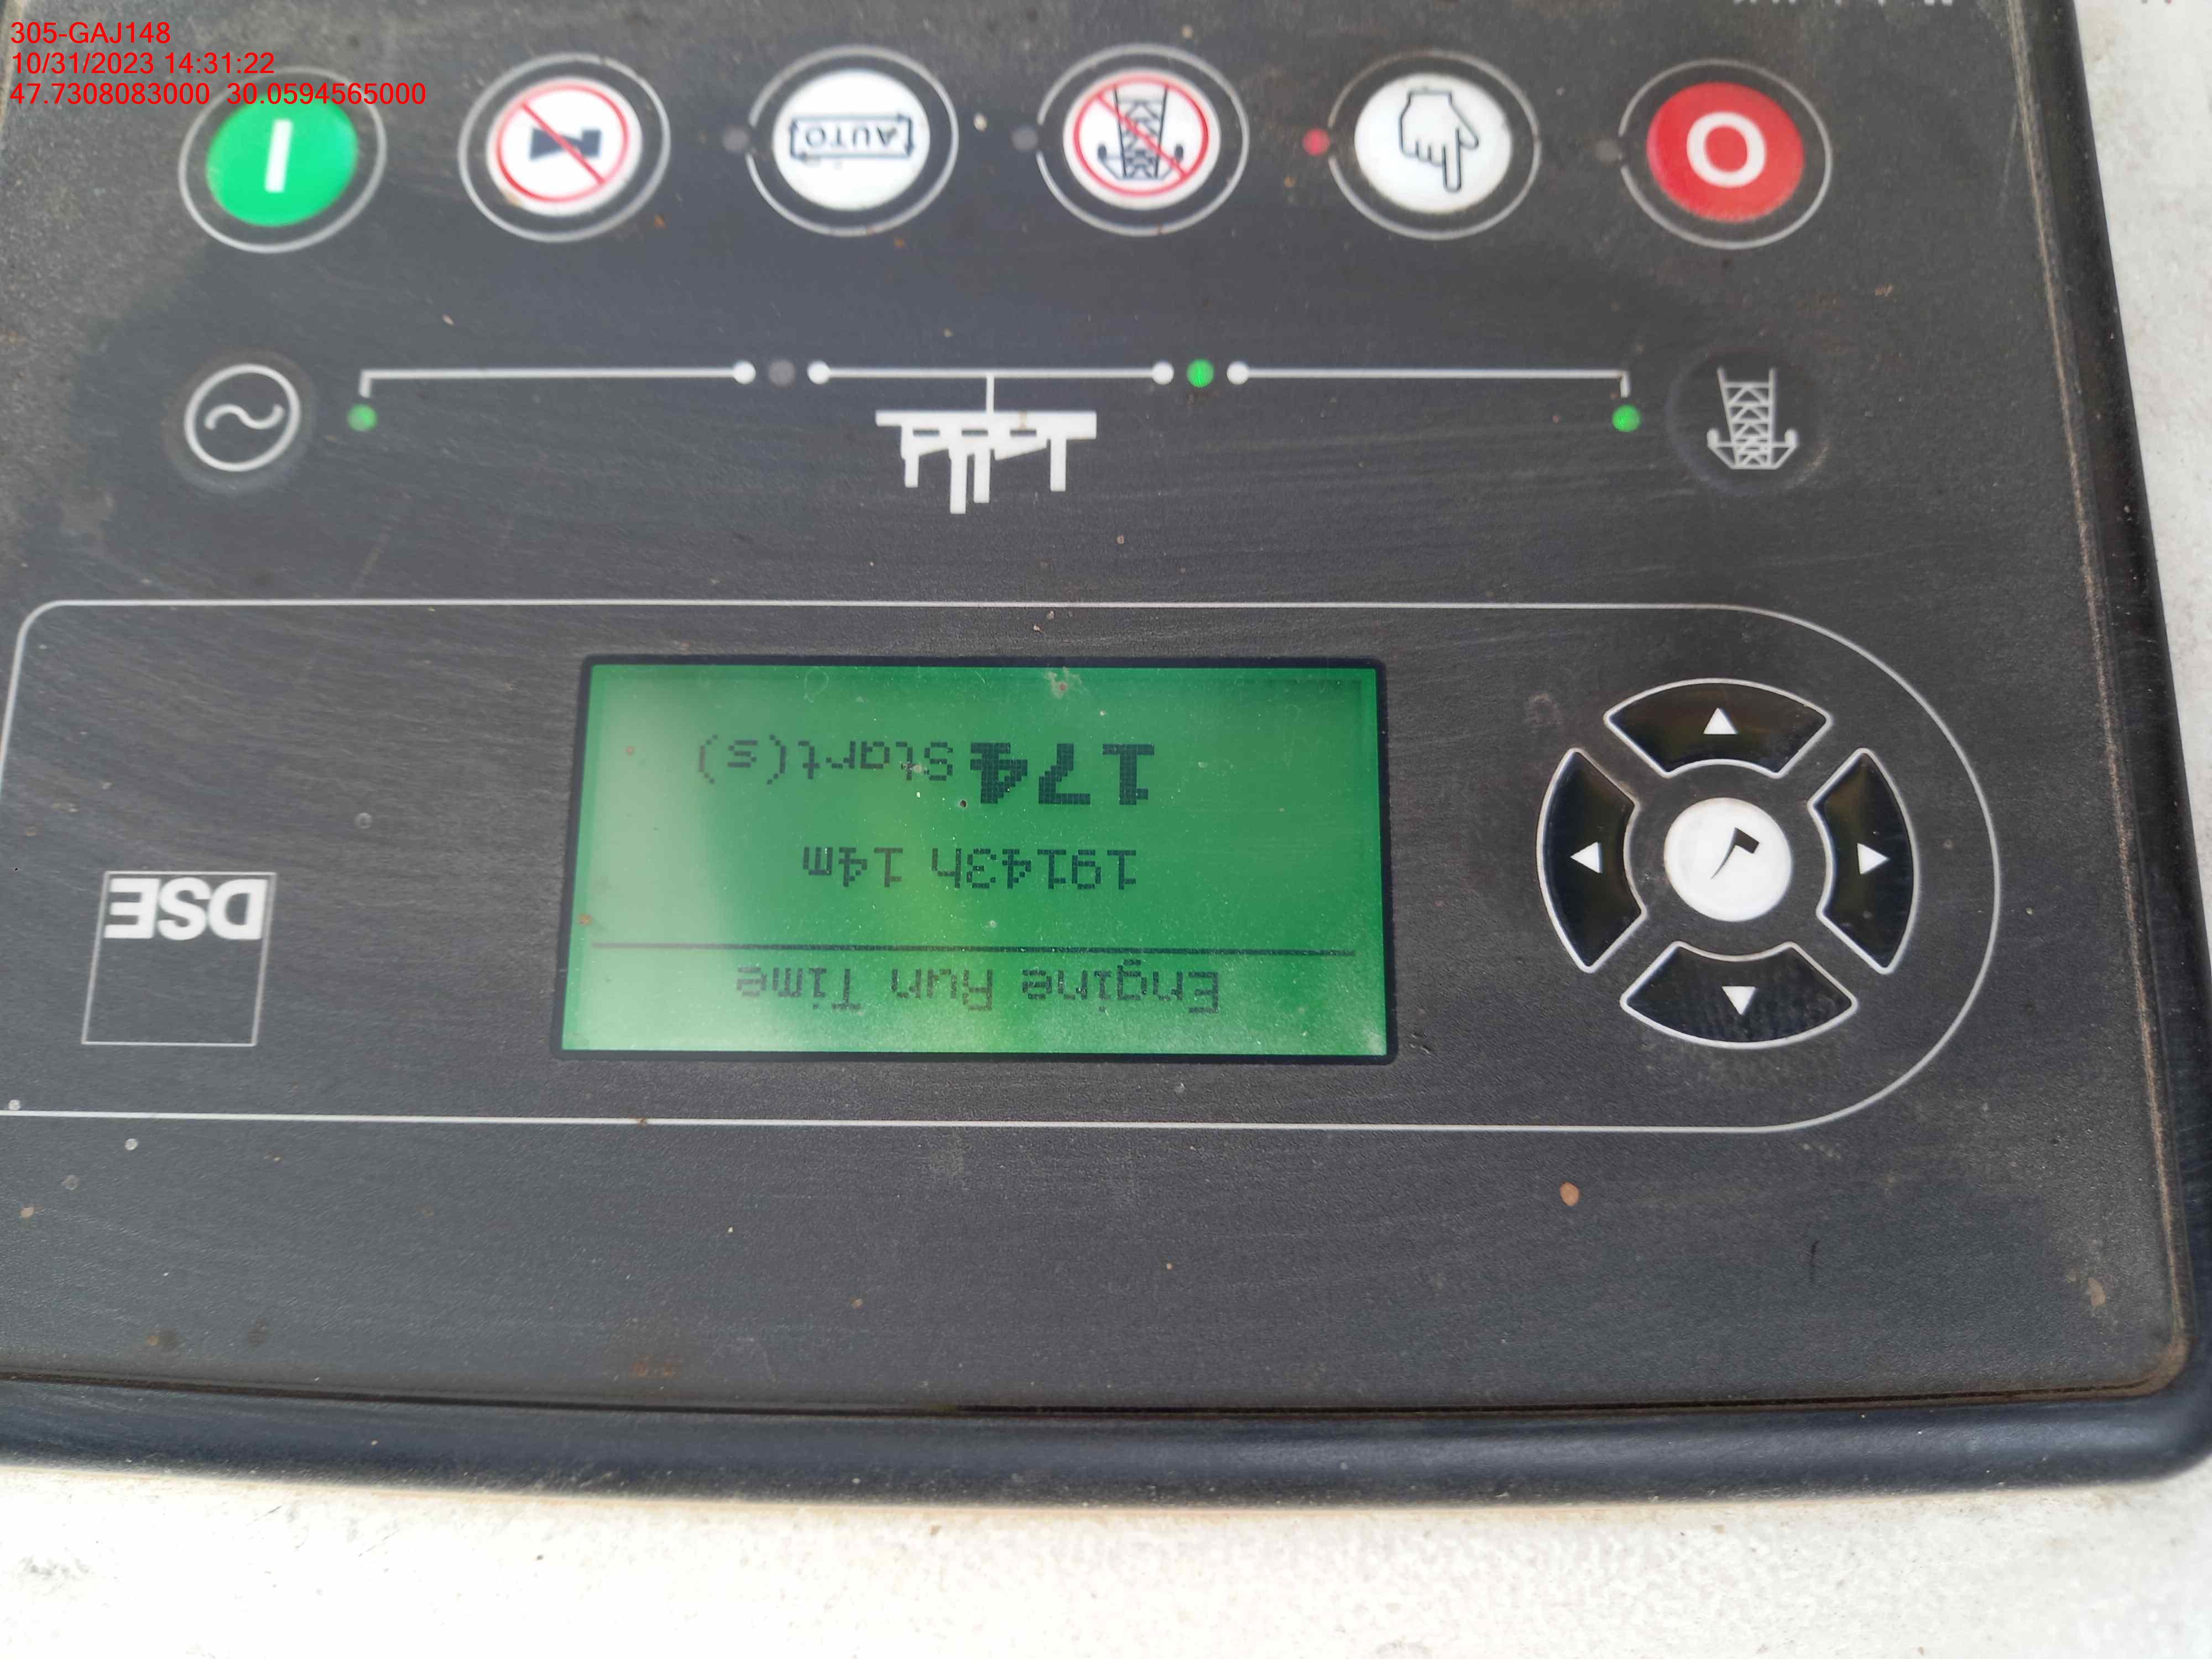 305-GAJ148
10/31/2023 14:31:22
47.7308083000 30.0594565000
Engine Run Time
19143h 14m
174 Start(s)
DSE
AUTO
I
O